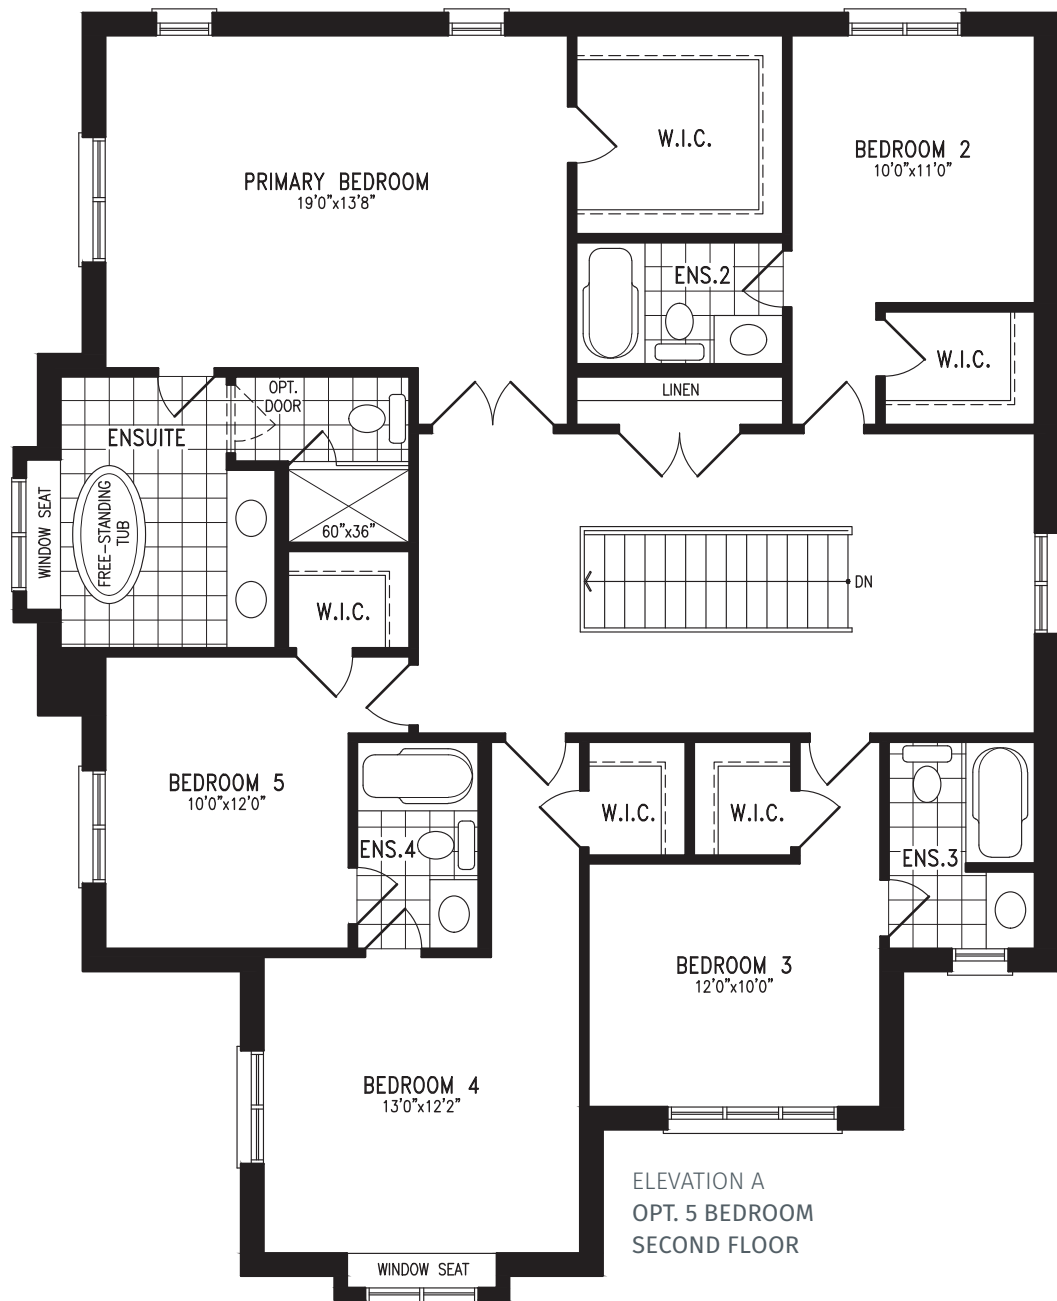 PRIMARY BEDROOM
19'0"x13'8"
W.I.C.
BEDROOM 2
10'0"x11'0"
ENS.2
W.I.C.
LINEN
OPT.
DOOR
ENSUITE
WINDOW SEAT
FREE-STANDING
TUB
60"x36"
W.I.C.
DN
BEDROOM 5
10'0"x12'0"
ENS.4
W.I.C.
W.I.C.
ENS.3
BEDROOM 3
12'0"x10'0"
BEDROOM 4
13'0"x12'2"
WINDOW SEAT
ELEVATION A
OPT. 5 BEDROOM
SECOND FLOOR